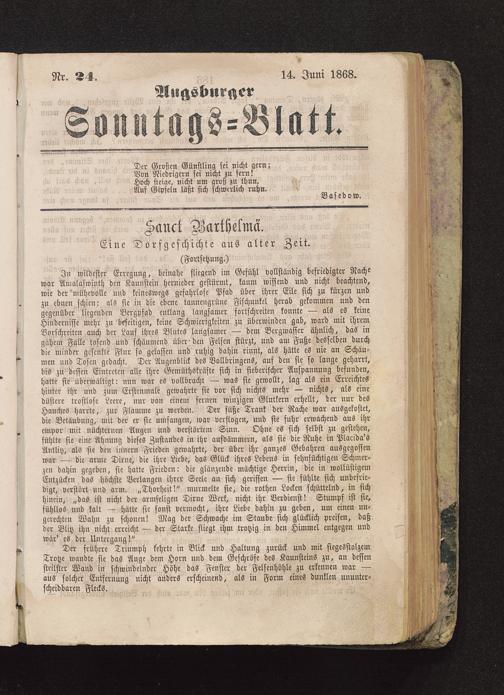 Nr. 24.
14. Juni 1868.
Augsburger
Sonntags=Blatt.
Der Großen Günstling sei nicht gern;
Von Niedrigern sei nicht zu fern!
Hoch steige, nicht um groß zu thun,
Auf Gipfeln läßt sich schwerlich ruhn.
Basedow.
Sanct Barthelmä.
Eine Dorfgeschichte aus alter Zeit.
(Fortsetzung.)
In wildester Erregung, beinahe fliegend im Gefühl vollständig befriedigter Rache
war Amalaswinth den Raunstein hernieder gestürmt, kaum wissend und nicht beachtend,
wie der mühevolle und keineswegs gefahrlose Pfad über ihrer Eile sich zu kürzen und
zu ebnen schien: als sie in die ebene tannengrüne Fischunkel herab gekommen und den
gegenüber liegenden Bergpfad entlang langsamer fortschreiten konnte — als es keine
Hindernisse mehr zu beseitigen, keine Schwierigkeiten zu überwinden gab, ward mit ihrem
Vorschreiten auch der Lauf ihres Blutes langsamer — dem Bergwasser ähnlich, das in
gähem Falle tosend und schäumend über den Felsen stürzt, und am Fuße desselben durch
die minder gesenkte Flur so gelassen und ruhig dahin rinnt, als hätte es nie an Schäu-
men und Tosen gedacht. Der Augenblick des Vollbringens, auf den sie so lange geharrt,
bis zu dessen Eintreten alle ihre Gemüthskräfte sich in fieberischer Anspannung befunden,
hatte sie überwältigt: nun war es vollbracht — was sie gewollt, lag als ein Erreichtes
hinter ihr und zum Erstenmale gewahrte sie vor sich nichts mehr — nichts, als eine
düstere trostlose Leere, nur von einem fernen winzigen Glutkern erhellt, der nur des
Hauches harrte, zur Flamme zu werden. Der süße Trank der Rache war ausgekostet,
die Betäubung, mit der er sie umfangen, war verflogen, und sie fuhr erwachend aus ihr
empor mit nüchternen Augen und verstörtem Sinn. Ohne es sich selbst zu gestehen,
fühlte sie eine Ahnung dieses Zustandes in ihr aufdämmern, als sie die Ruhe in Placida's
Antlitz, als sie den innern Frieden gewahrte, der über ihr ganzes Gebahren ausgegossen
war — die arme Dirne, die ihre Liebe, das Glück ihres Lebens in sehnsüchtigen Schmer-
zen dahin gegeben, sie hatte Frieden: die glänzende mächtige Herrin, die in wollüstigem
Entzücken das höchste Verlangen ihrer Seele an sich gerissen — sie fühlte sich unbefrie-
digt, verstört und arm. „Thorheit!“ murmelte sie, die rothen Locken schüttelnd, in sich
hinein, „das ist nicht der armseligen Dirne Werk, nicht ihr Verdienst! Stumpf ist sie,
fühllos und kalt — hätte sie sonst vermocht, ihre Liebe dahin zu geben, um einen un-
gerechten Wahn zu schonen! Mag der Schwache im Staube sich glücklich preisen, daß
der Blitz ihn nicht erreicht — der Starke steigt ihm trotzig in den Himmel entgegen und
wär' es der Untergang!“
Der frühere Triumph kehrte in Blick und Haltung zurück und mit siegesstolzem
Trotze wandte sie das Auge dem Horn und dem Geschröfe des Raunsteins zu, an dessen
steilster Wand in schwindelnder Höhe das Fenster der Felsenhöhle zu erkennen war —
aus solcher Entfernung nicht anders erscheinend, als in Form eines dunklen ununter-
scheidbaren Flecks.